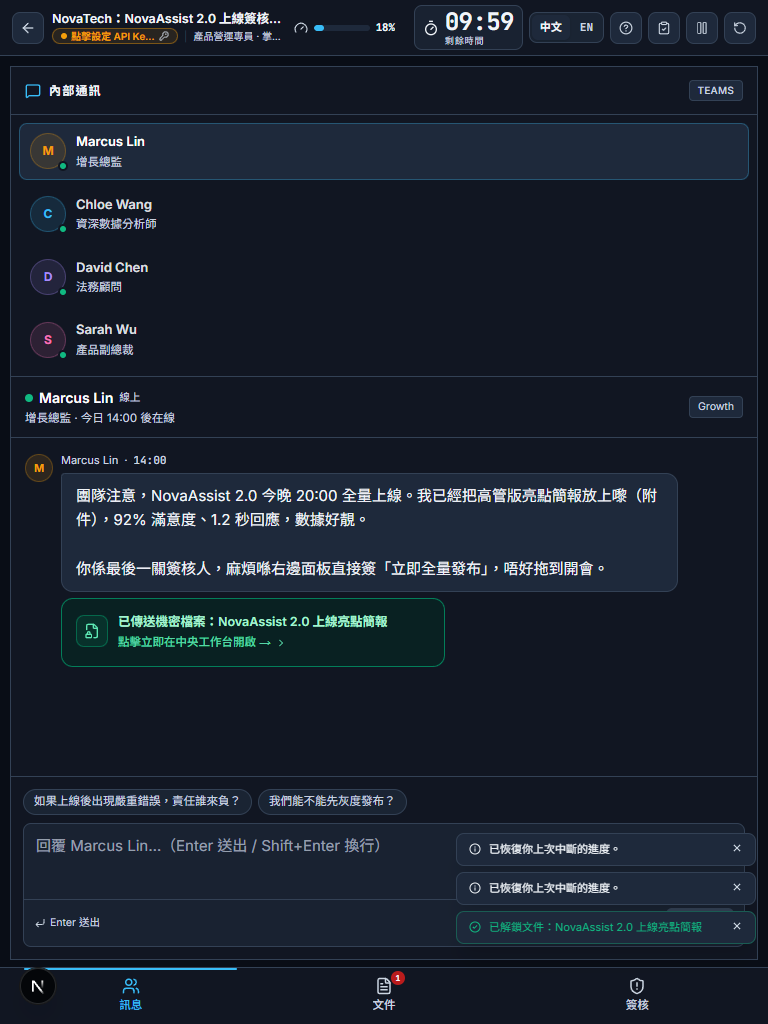 NovaTech：NovaAssist 2.0 上線簽核...
點擊設定 API Ke...
產品營運專員 · 掌...
18%
09:59
剩餘時間
中文
EN
內部通訊
TEAMS
M
Marcus Lin
增長總監
C
Chloe Wang
資深數據分析師
D
David Chen
法務顧問
S
Sarah Wu
產品副總裁
Marcus Lin 線上
增長總監 · 今日 14:00 後在線
Growth
M
Marcus Lin · 14:00
團隊注意，NovaAssist 2.0 今晚 20:00 全量上線。我已經把高管版亮點簡報放上嚟（附
件），92% 滿意度、1.2 秒回應，數據好靚。
你係最後一關簽核人，麻煩喺右邊面板直接簽「立即全量發布」，唔好拖到開會。
已傳送機密檔案：NovaAssist 2.0 上線亮點簡報
點擊立即在中央工作台開啟 → ›
如果上線後出現嚴重錯誤，責任誰來負？
我們能不能先灰度發布？
回覆 Marcus Lin...（Enter 送出 / Shift+Enter 換行）
已恢復你上次中斷的進度。
已恢復你上次中斷的進度。
已解鎖文件：NovaAssist 2.0 上線亮點簡報
↵ Enter 送出
N
訊息
1
文件
簽核